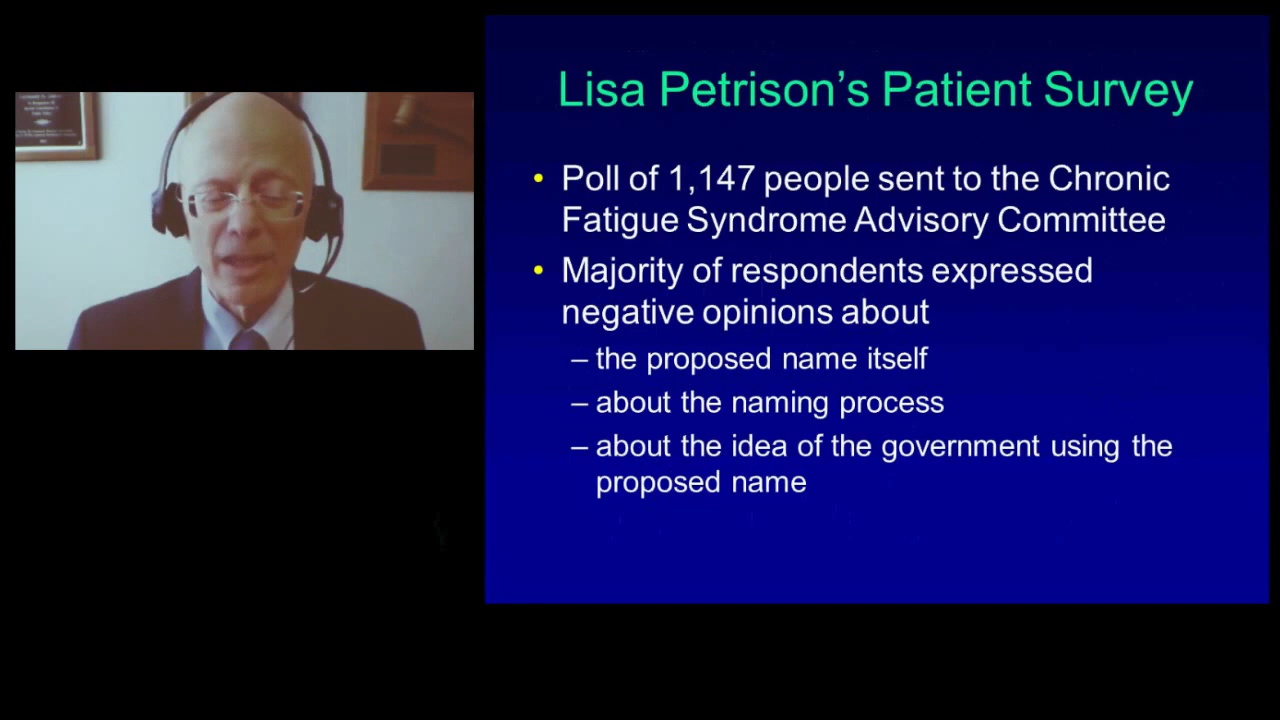 Lisa Petrison’s Patient Survey
• Poll of 1,147 people sent to the Chronic
Fatigue Syndrome Advisory Committee
• Majority of respondents expressed
negative opinions about
– the proposed name itself
– about the naming process
– about the idea of the government using the
proposed name